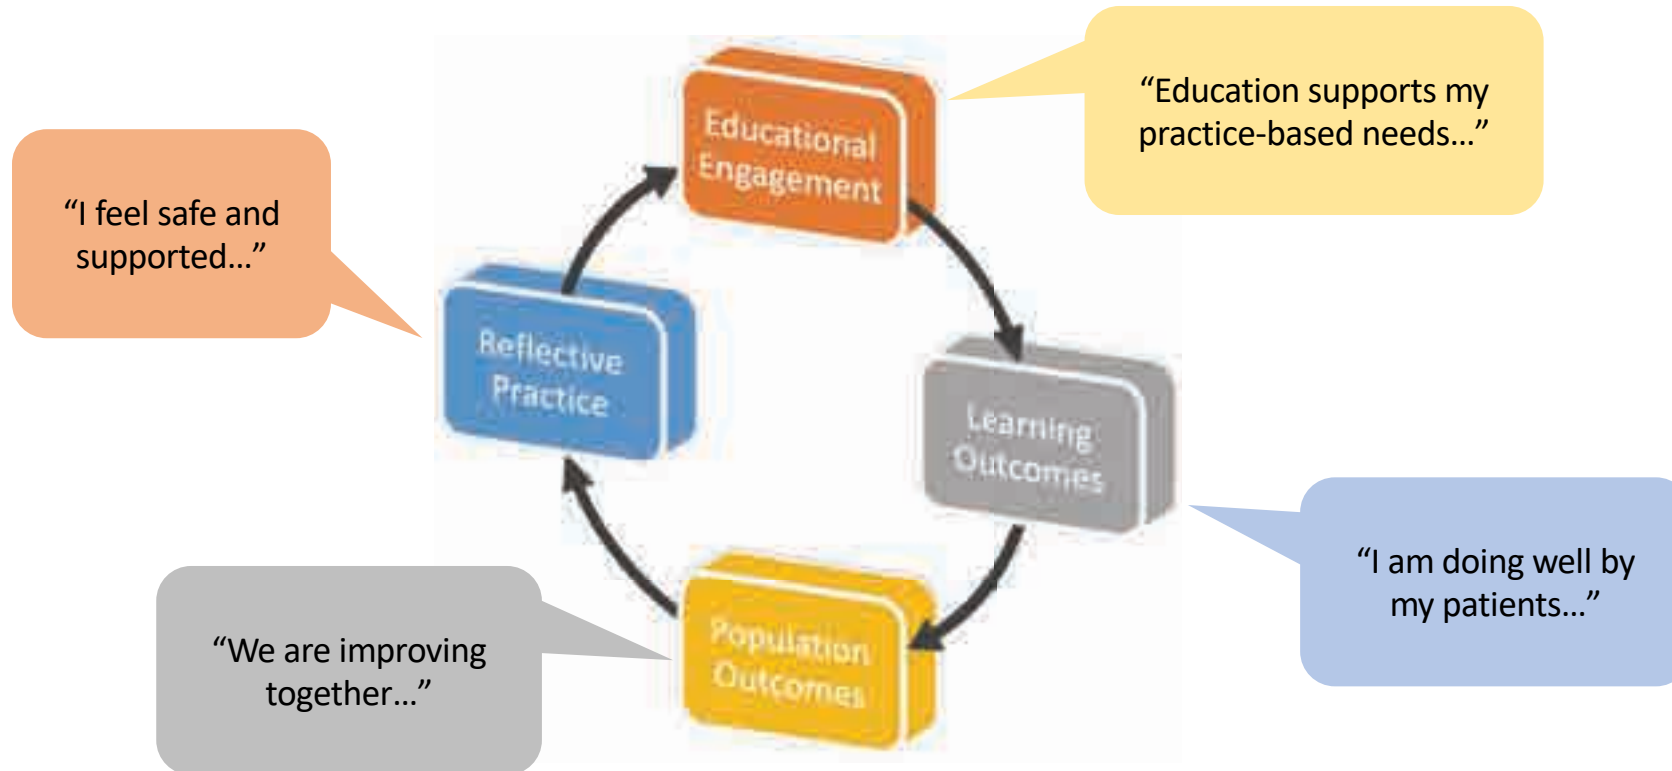 “Education supports my
practice-based needs…”
Educational
Engagement
“I feel safe and
supported…”
Reflective
Practice
Learning
Outcomes
“I am doing well by
my patients…”
Population
Outcomes
“We are improving
together…”